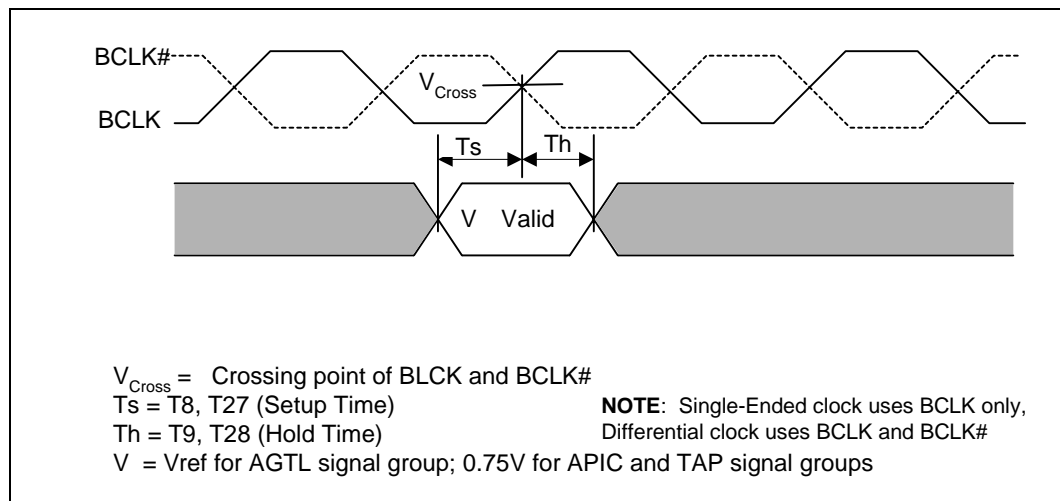 BCLK#
V_Cross
BCLK
Ts Th
V Valid
V_Cross = Crossing point of BLCK and BCLK#
Ts = T8, T27 (Setup Time)
Th = T9, T28 (Hold Time)
V = Vref for AGTL signal group; 0.75V for APIC and TAP signal groups
NOTE: Single-Ended clock uses BCLK only,
Differential clock uses BCLK and BCLK#